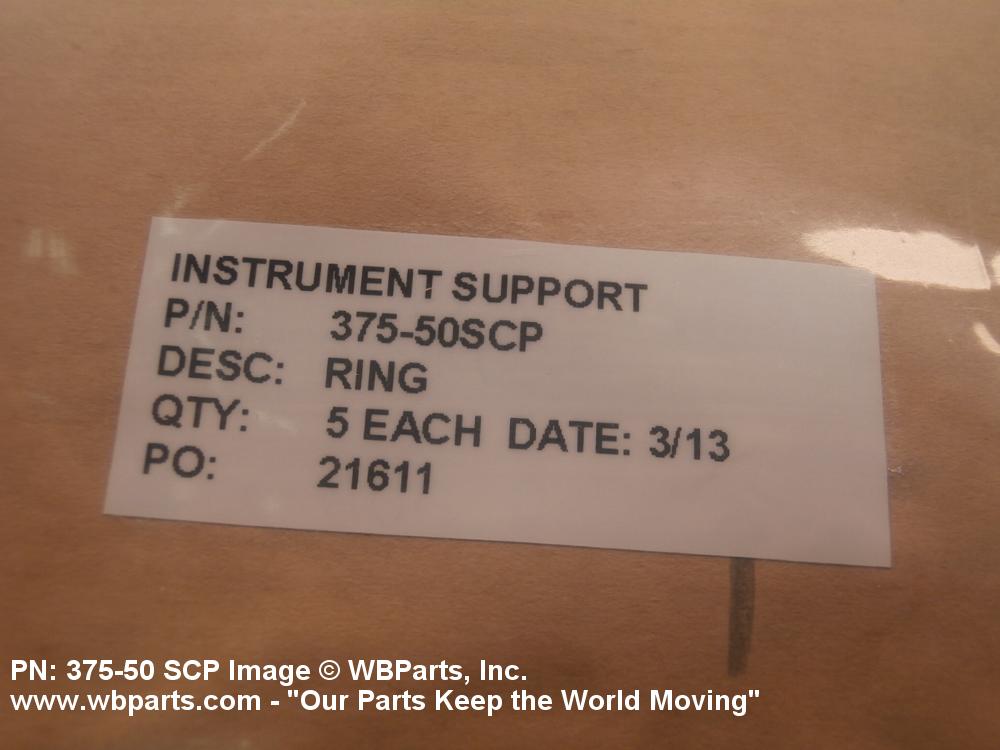 INSTRUMENT SUPPORT
P/N: 375-50SCP
DESC: RING
QTY: 5 EACH DATE: 3/13
PO: 21611
PN: 375-50 SCP Image © WBParts, Inc.
www.wbparts.com - "Our Parts Keep the World Moving"